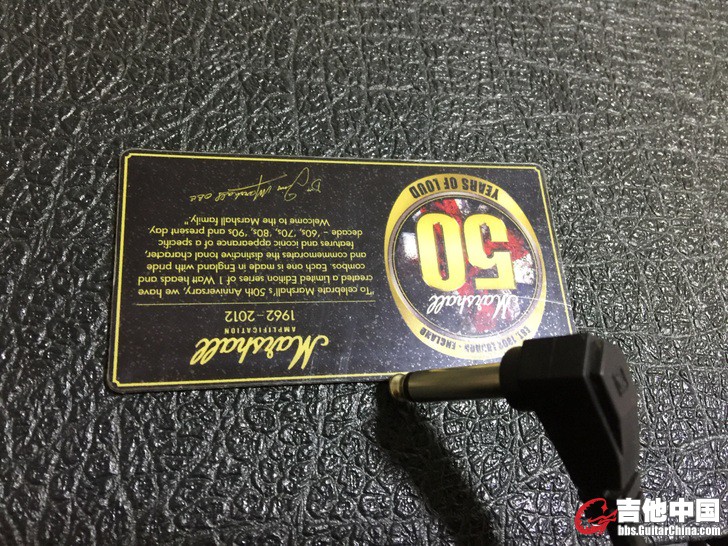 Marshall
AMPLIFICATION
1962–2012
"To celebrate Marshall's 50th Anniversary, we have
created a Limited Edition series of 1 Watt heads and
combos. Each one is made in England with pride
and commemorates the distinctive tonal character,
features and iconic appearance of a specific
decade – '60s, '70s, '80s, '90s and present day.
Welcome to the Marshall family."
Dr Jim Marshall OBE
ENGLAND
Marshall
50
YEARS OF LOUD
吉他中国
bbs.GuitarChina.com